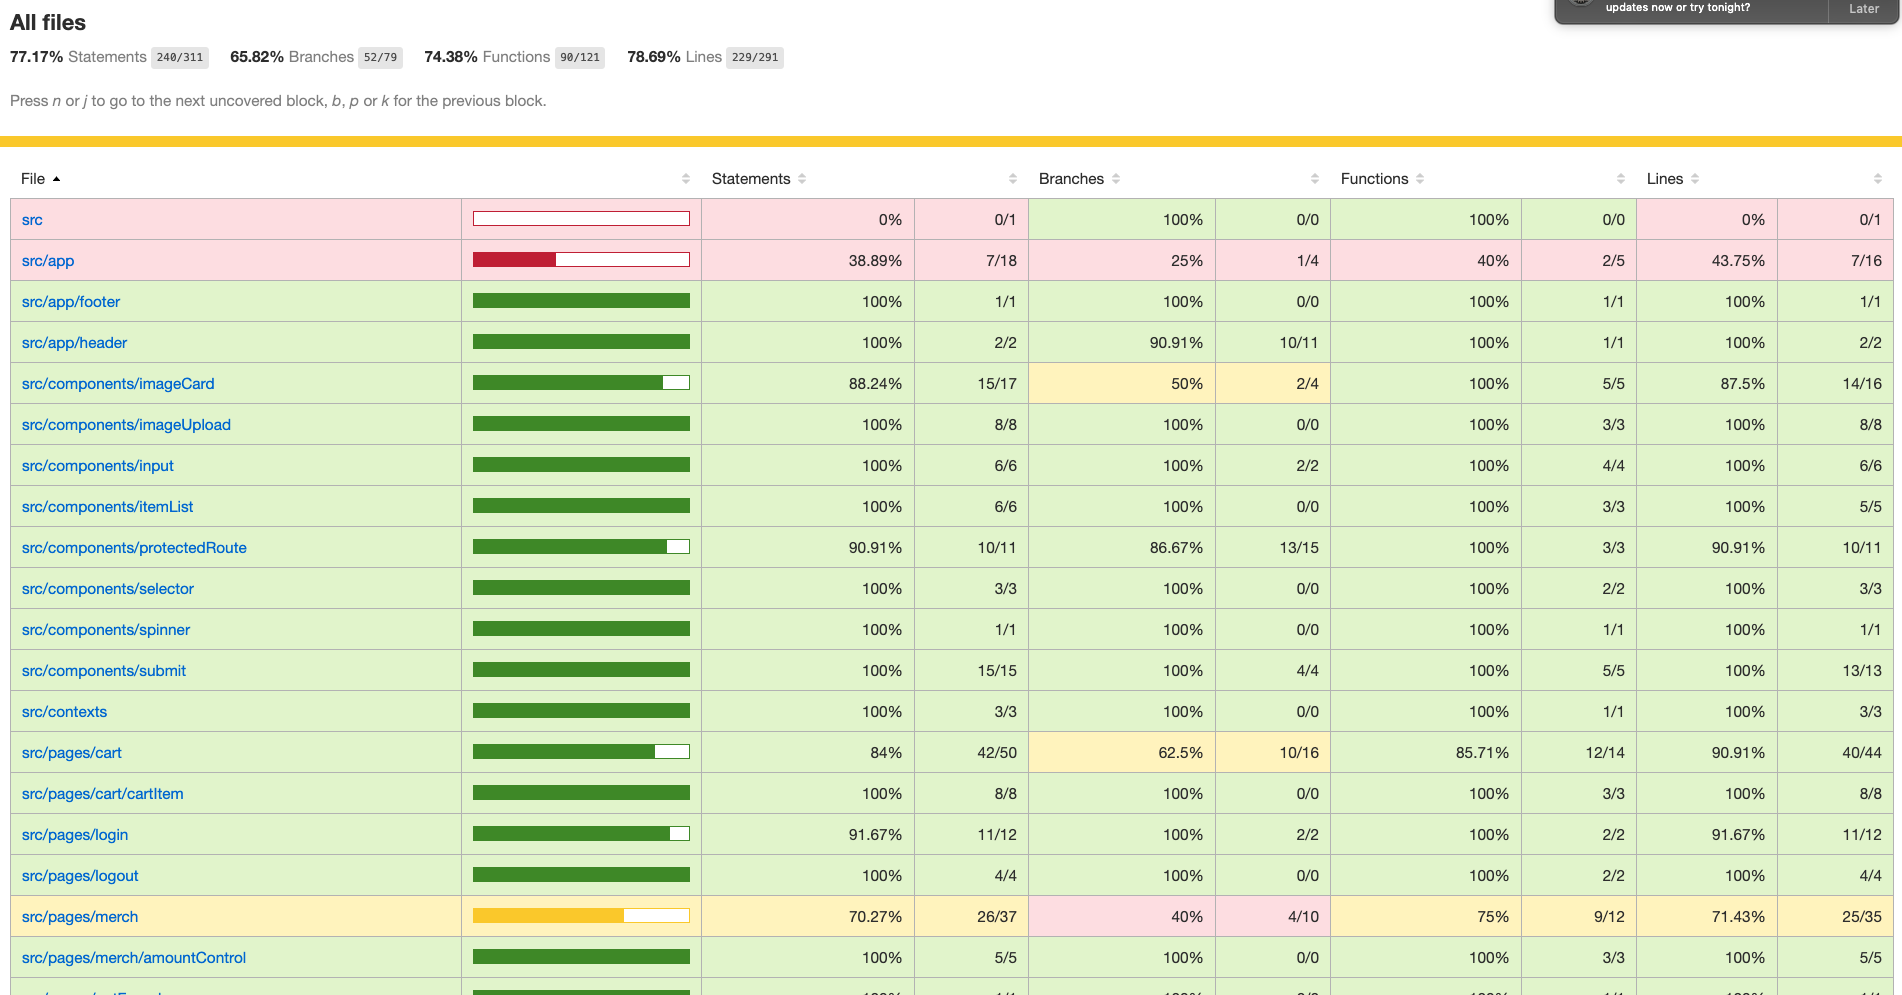 All files
updates now or try tonight?
Later
77.17% Statements 240/311 65.82% Branches 52/79 74.38% Functions 90/121 78.69% Lines 229/291
Press n or j to go to the next uncovered block, b, p or k for the previous block.
File Statements Branches Functions Lines
src 0% 0/1 100% 0/0 100% 0/0 0% 0/1
src/app 38.89% 7/18 25% 1/4 40% 2/5 43.75% 7/16
src/app/footer 100% 1/1 100% 0/0 100% 1/1 100% 1/1
src/app/header 100% 2/2 90.91% 10/11 100% 1/1 100% 2/2
src/components/imageCard 88.24% 15/17 50% 2/4 100% 5/5 87.5% 14/16
src/components/imageUpload 100% 8/8 100% 0/0 100% 3/3 100% 8/8
src/components/input 100% 6/6 100% 2/2 100% 4/4 100% 6/6
src/components/itemList 100% 6/6 100% 0/0 100% 3/3 100% 5/5
src/components/protectedRoute 90.91% 10/11 86.67% 13/15 100% 3/3 90.91% 10/11
src/components/selector 100% 3/3 100% 0/0 100% 2/2 100% 3/3
src/components/spinner 100% 1/1 100% 0/0 100% 1/1 100% 1/1
src/components/submit 100% 15/15 100% 4/4 100% 5/5 100% 13/13
src/contexts 100% 3/3 100% 0/0 100% 1/1 100% 3/3
src/pages/cart 84% 42/50 62.5% 10/16 85.71% 12/14 90.91% 40/44
src/pages/cart/cartItem 100% 8/8 100% 0/0 100% 3/3 100% 8/8
src/pages/login 91.67% 11/12 100% 2/2 100% 2/2 91.67% 11/12
src/pages/logout 100% 4/4 100% 0/0 100% 2/2 100% 4/4
src/pages/merch 70.27% 26/37 40% 4/10 75% 9/12 71.43% 25/35
src/pages/merch/amountControl 100% 5/5 100% 0/0 100% 3/3 100% 5/5